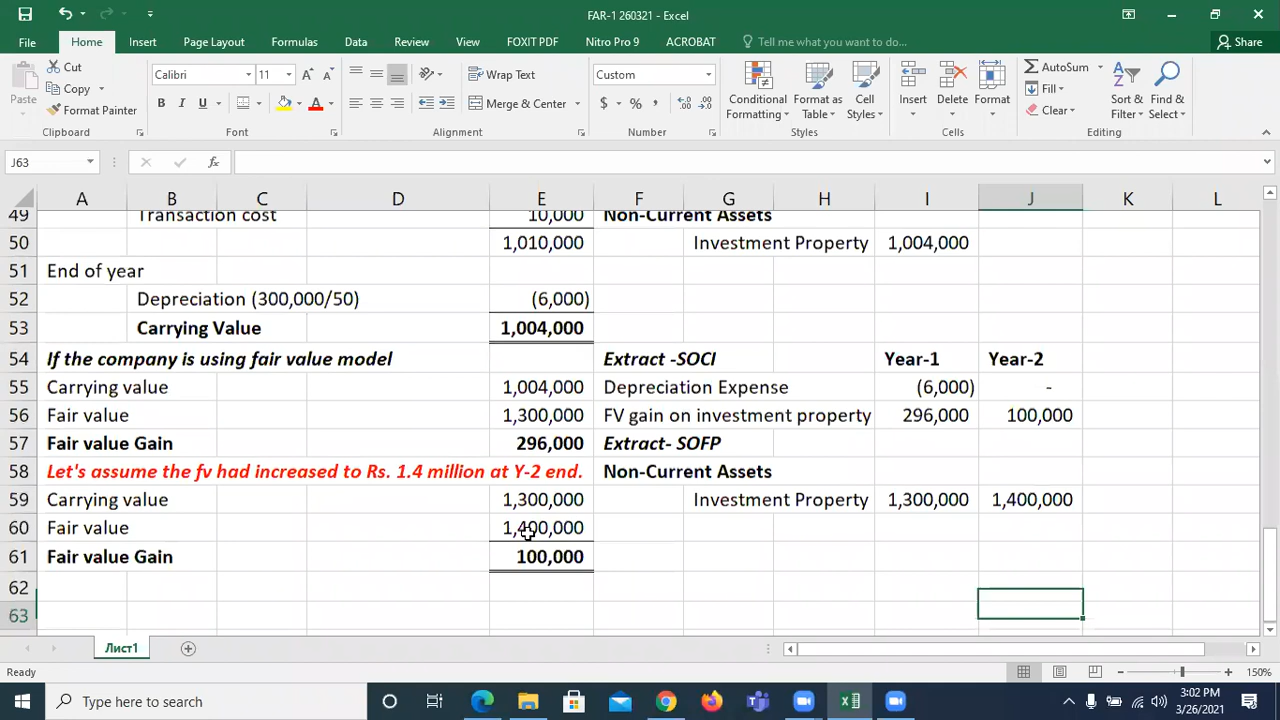 FAR-1 260321 - Excel
File Home Insert Page Layout Formulas Data Review View FOXIT PDF Nitro Pro 9 ACROBAT Tell me what you want to do... Share
Paste Cut Copy Format Painter Clipboard
Calibri 11 B I U A Font
Wrap Text Merge & Center Alignment
Custom $ % Number
Conditional Formatting Format as Table Cell Styles Styles
Insert Delete Format Cells
AutoSum Fill Clear Sort & Filter Find & Select Editing
J63 fx
A B C D E F G H I J K L
49 Transaction cost 10,000 Non-Current Assets
50 1,010,000 Investment Property 1,004,000
51 End of year
52 Depreciation (300,000/50) (6,000)
53 Carrying Value 1,004,000
54 If the company is using fair value model Extract -SOCI Year-1 Year-2
55 Carrying value 1,004,000 Depreciation Expense (6,000) -
56 Fair value 1,300,000 FV gain on investment property 296,000 100,000
57 Fair value Gain 296,000 Extract- SOFP
58 Let's assume the fv had increased to Rs. 1.4 million at Y-2 end. Non-Current Assets
59 Carrying value 1,300,000 Investment Property 1,300,000 1,400,000
60 Fair value 1,400,000
61 Fair value Gain 100,000
62
63
Лист1
Ready 150%
Type here to search 3:02 PM
3/26/2021